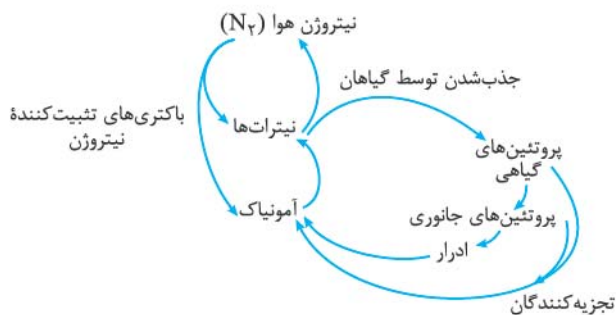 نیتروژن هوا (N۲)
جذب‌شدن توسط گیاهان
باکتری‌های تثبیت‌کنندهٔ
نیتروژن
نیترات‌ها
پروتئین‌های
گیاهی
آمونیاک
پروتئین‌های جانوری
ادرار
تجزیه‌کنندگان